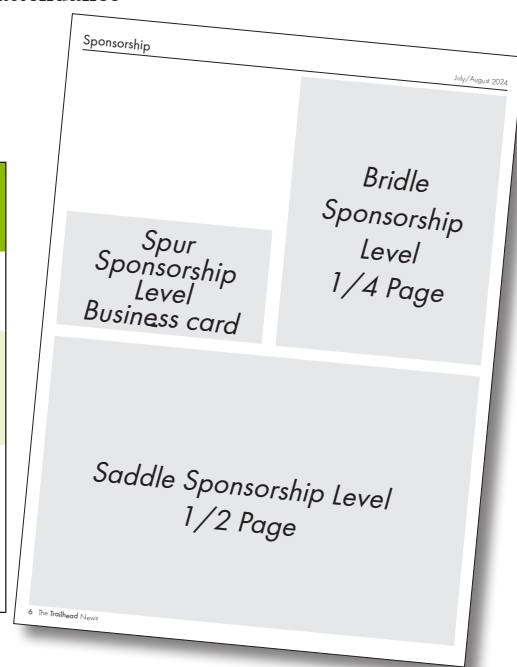 Sponsorship
July/August 2024
Spur
Sponsorship
Level
Business card
Bridle
Sponsorship
Level
1/4 Page
Saddle Sponsorship Level
1/2 Page
6 The Trailhead News